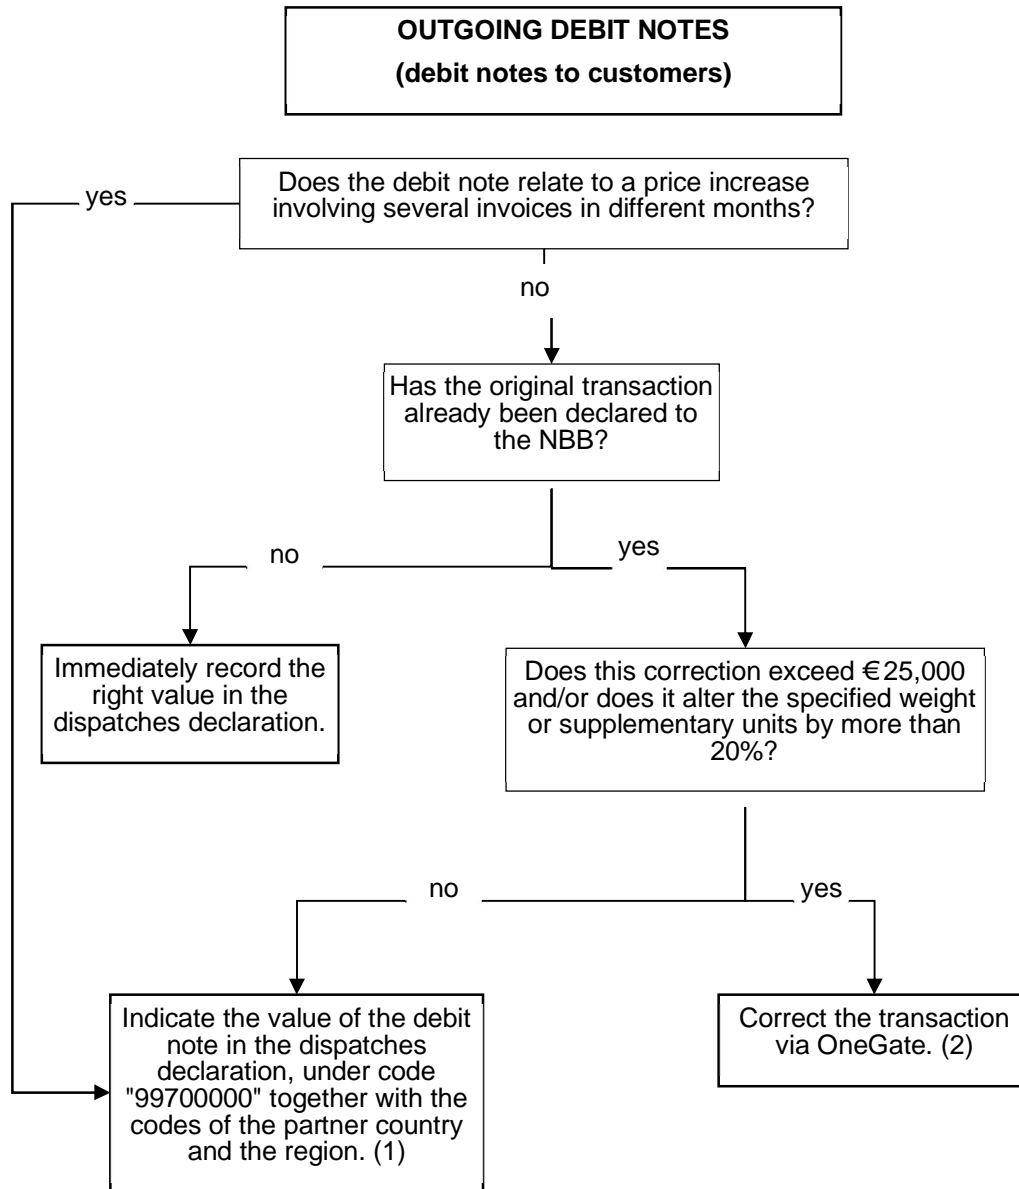 OUTGOING DEBIT NOTES
(debit notes to customers)
yes
Does the debit note relate to a price increase
involving several invoices in different months?
no
Has the original transaction
already been declared to
the NBB?
no
yes
Immediately record the
right value in the
dispatches declaration.
Does this correction exceed €25,000
and/or does it alter the specified weight
or supplementary units by more than
20%?
no
yes
Indicate the value of the debit
note in the dispatches
declaration, under code
"99700000" together with the
codes of the partner country
and the region. (1)
Correct the transaction
via OneGate. (2)